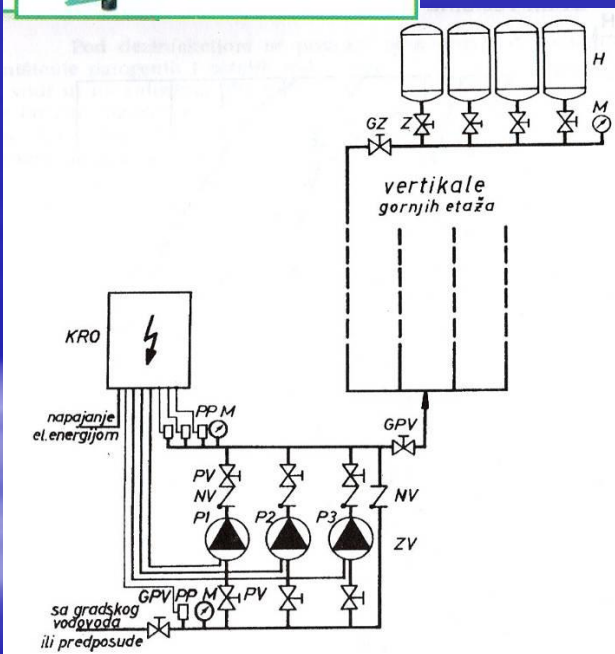 H
GZ
Z
M
vertikale
gornjih etaža
KRO
napajanje
el.energijom
PP M
GPV
PV
NV
NV
P1
P2
P3
ZV
GPV PP M
PV
sa gradskog
vodovoda
ili predposude